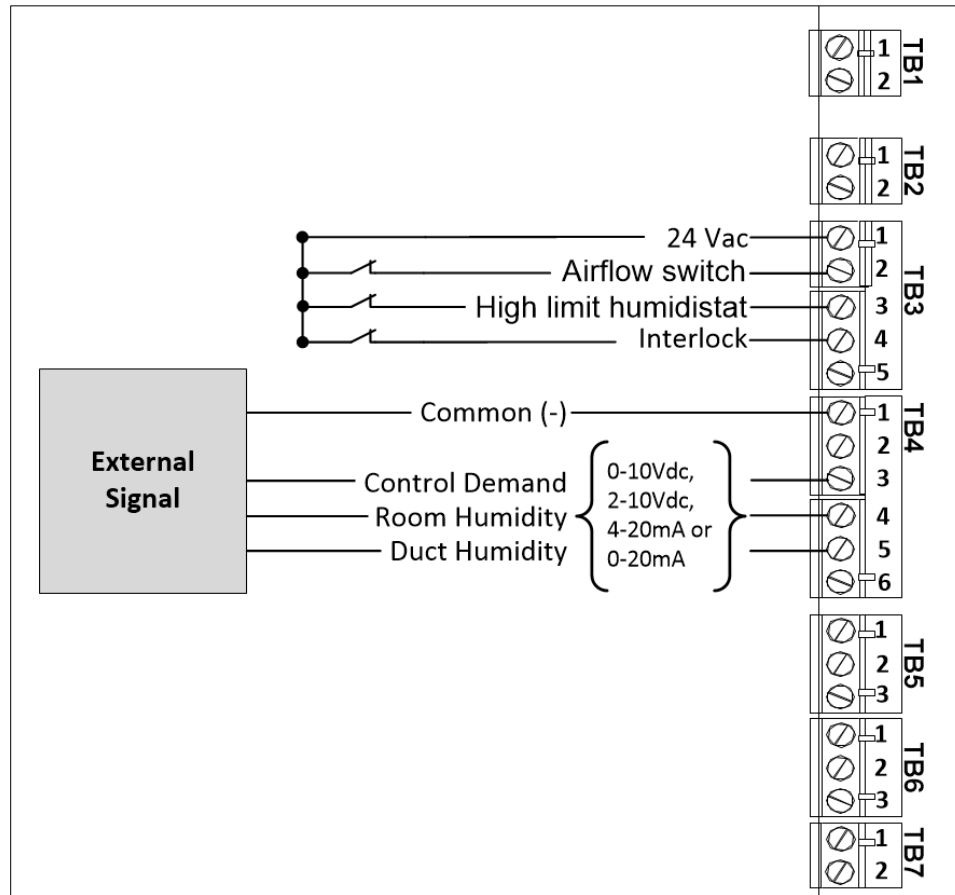 1
2
TB1
1
2
TB2
24 Vac
1
Airflow switch
2
High limit humidistat
3
Interlock
4
5
TB3
External
Signal
Common (-)
Control Demand
Room Humidity
Duct Humidity
0-10Vdc,
2-10Vdc,
4-20mA or
0-20mA
1
2
3
4
5
6
TB4
1
2
3
TB5
1
2
3
TB6
1
2
TB7